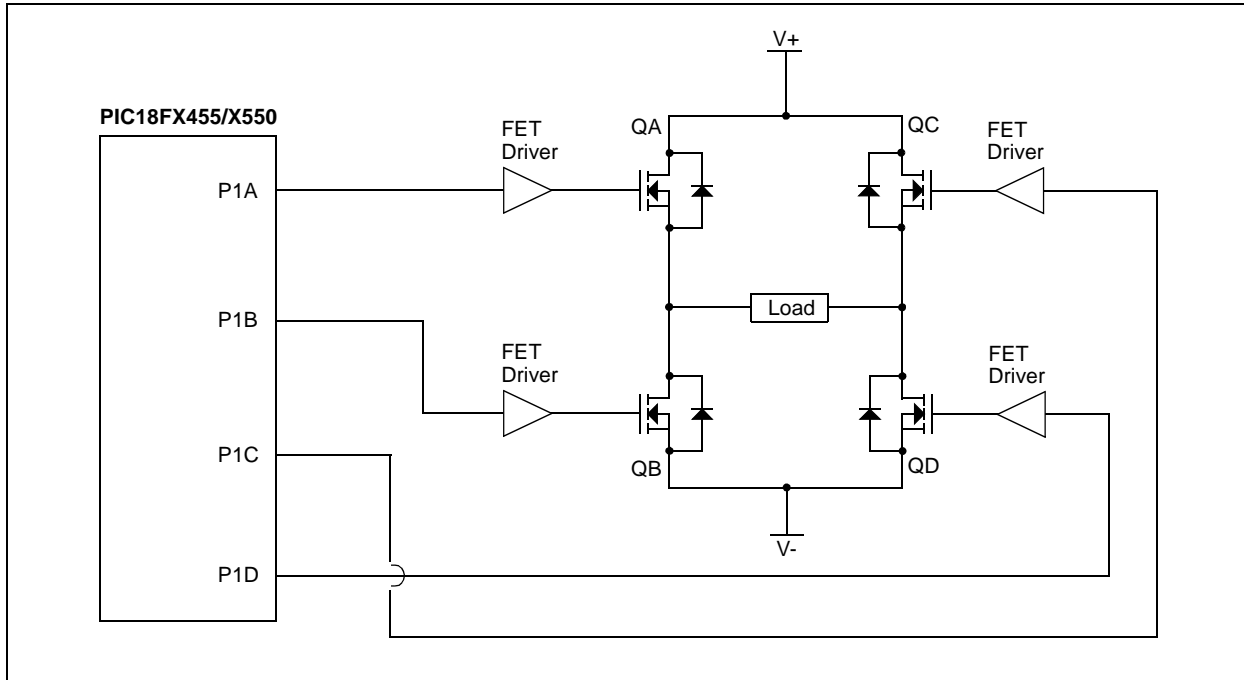 V+
PIC18FX455/X550
FET
Driver
QA
QC
FET
Driver
P1A
P1B
Load
FET
Driver
FET
Driver
P1C
QB
QD
V-
P1D